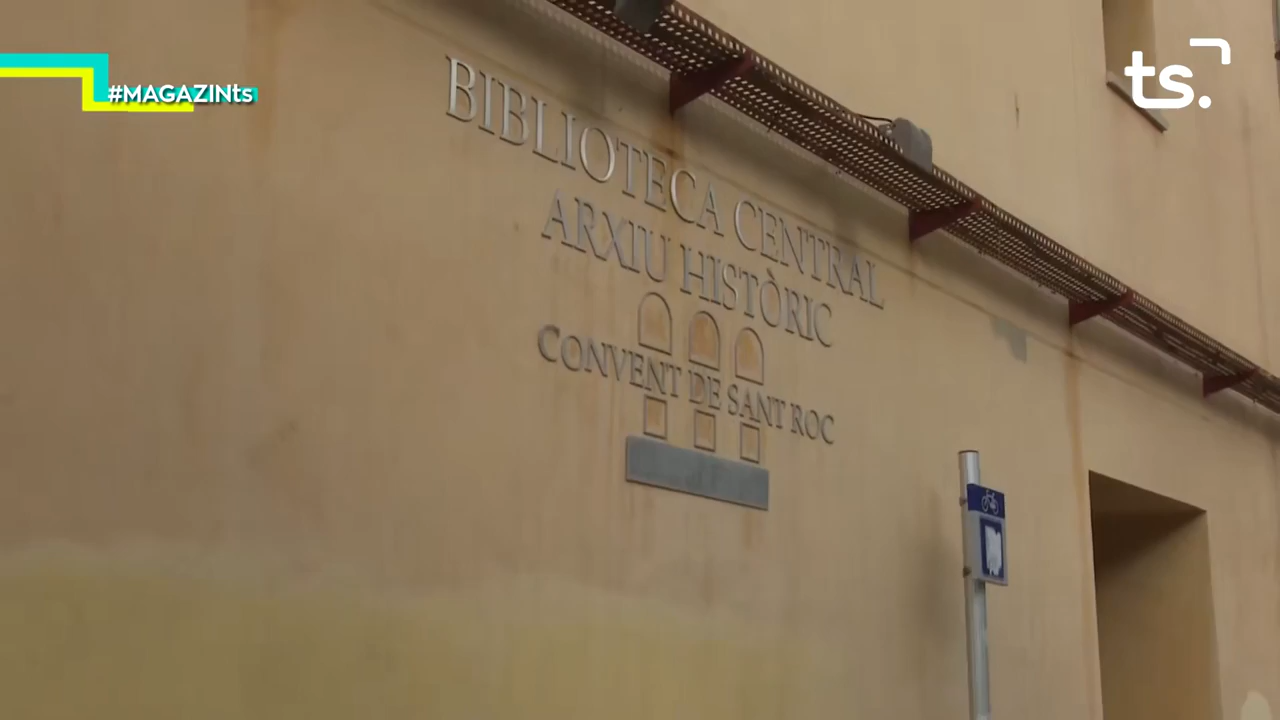 #MAGAZINts
ts.
BIBLIOTECA CENTRAL
ARXIU HISTÒRIC
CONVENT DE SANT ROC